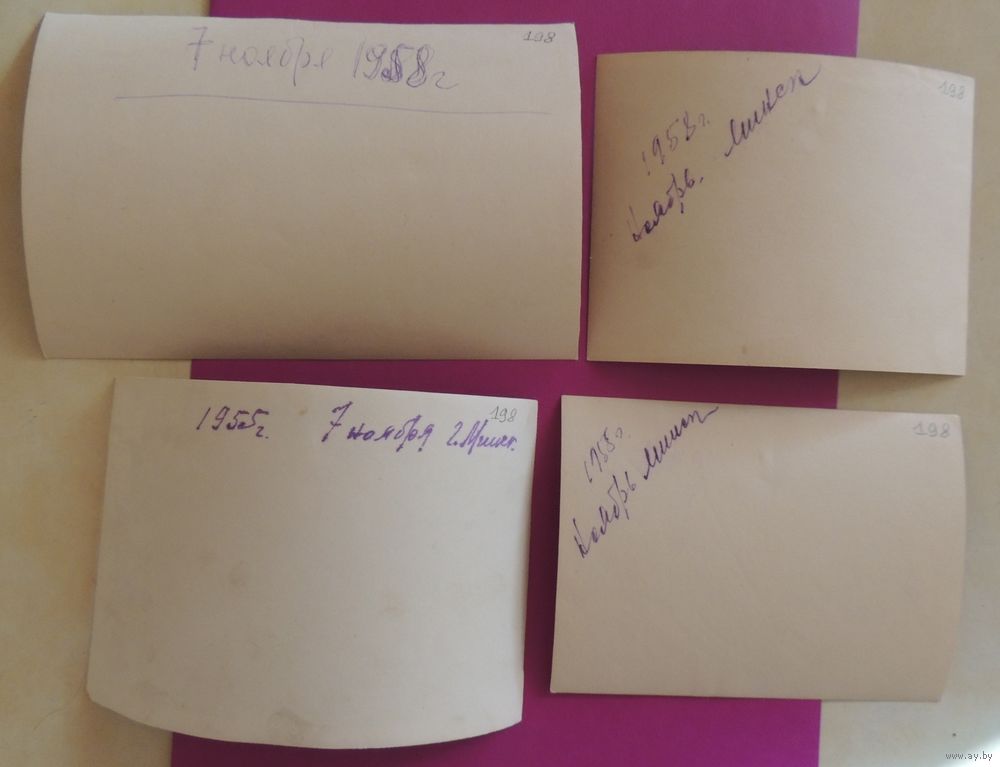 7 ноября 1958г
198
1958г.
Ноябрь. Минск
198
1955г. 7 ноября г. Минск.
198
1958г.
Ноябрь Минск
198
www.ay.by